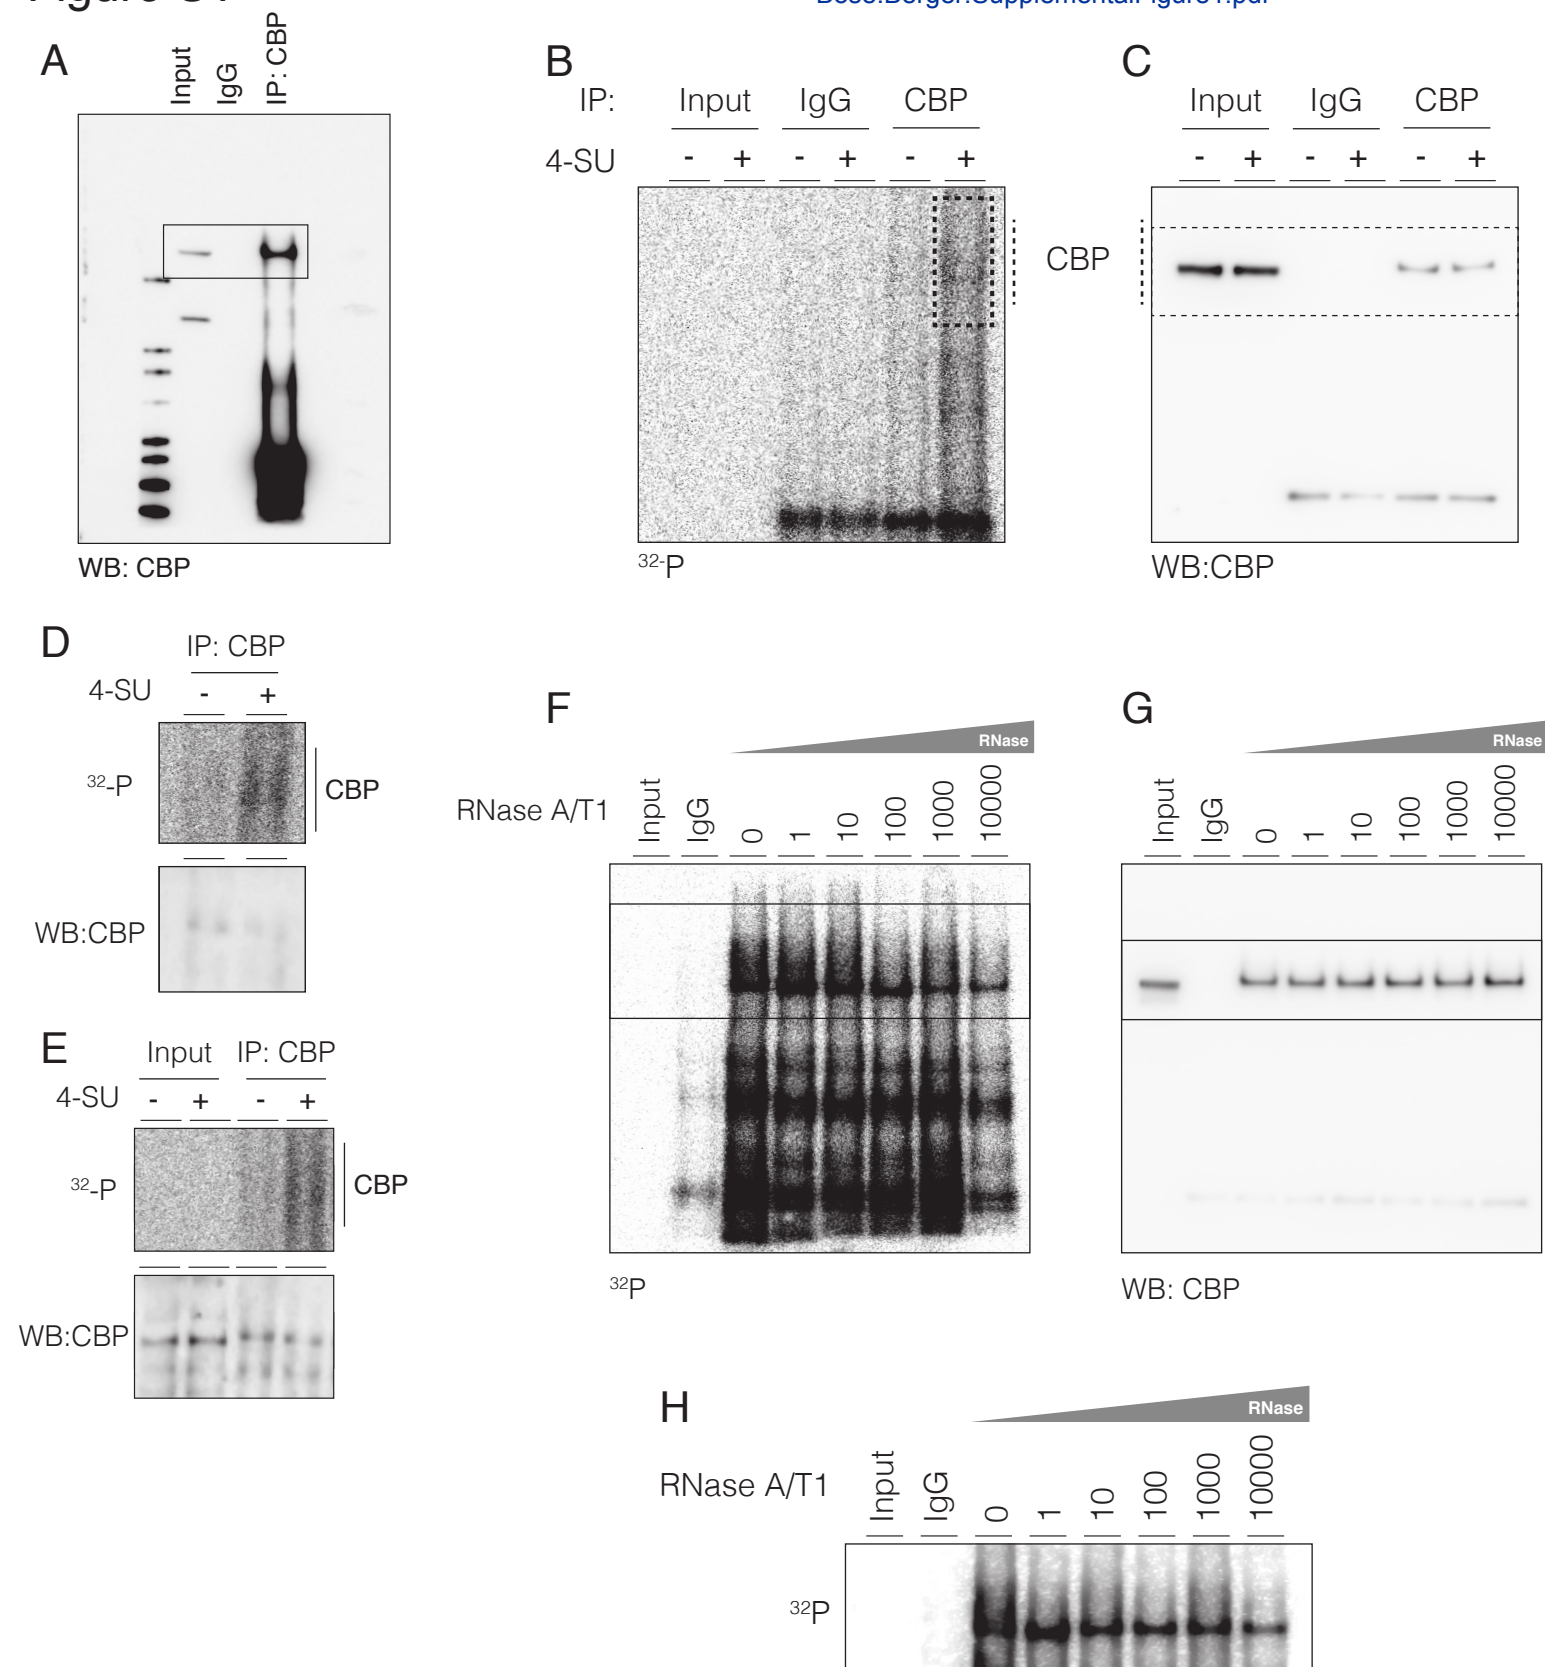 A
Input
IgG
IP: CBP
WB: CBP
B
IP:
Input
IgG
CBP
4-SU
- + - + - +
CBP
32-P
C
Input
IgG
CBP
- + - + - +
WB:CBP
D
IP: CBP
4-SU
- +
32-P
CBP
WB:CBP
E
Input
IP: CBP
4-SU
- + - +
32-P
CBP
WB:CBP
F
RNase
RNase A/T1
Input
IgG
0
1
10
100
1000
10000
32P
G
RNase
Input
IgG
0
1
10
100
1000
10000
WB: CBP
H
RNase
RNase A/T1
Input
IgG
0
1
10
100
1000
10000
32P